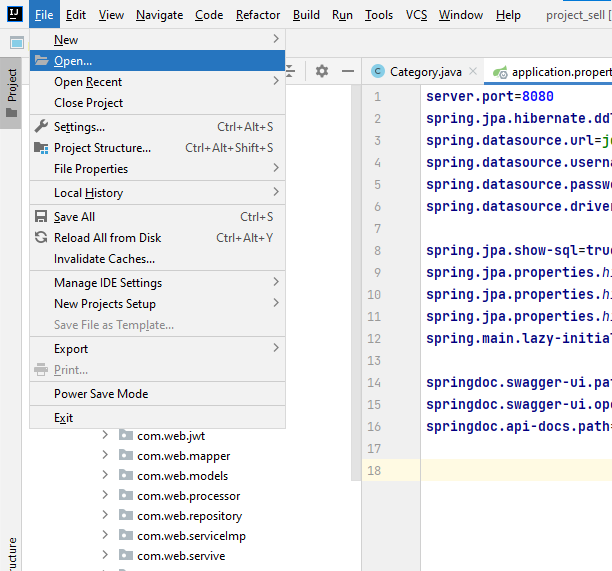 IJ File Edit View Navigate Code Refactor Build Run Tools VCS Window Help project_sell [
New
Open...
Open Recent
Close Project
Settings... Ctrl+Alt+S
Project Structure... Ctrl+Alt+Shift+S
File Properties
Local History
Save All Ctrl+S
Reload All from Disk Ctrl+Alt+Y
Invalidate Caches...
Manage IDE Settings
New Projects Setup
Save File as Template...
Export
Print...
Power Save Mode
Exit
Project
com.web.jwt
com.web.mapper
com.web.models
com.web.processor
com.web.repository
com.web.serviceImp
com.web.servive
ructure
Category.java application.propert
1 server.port=8080
2 spring.jpa.hibernate.ddl
3 spring.datasource.url=jd
4 spring.datasource.userna
5 spring.datasource.passwo
6 spring.datasource.driver
7
8 spring.jpa.show-sql=true
9 spring.jpa.properties.hi
10 spring.jpa.properties.hi
11 spring.jpa.properties.hi
12 spring.main.lazy-initial
13
14 springdoc.swagger-ui.pat
15 springdoc.swagger-ui.ope
16 springdoc.api-docs.path=
17
18